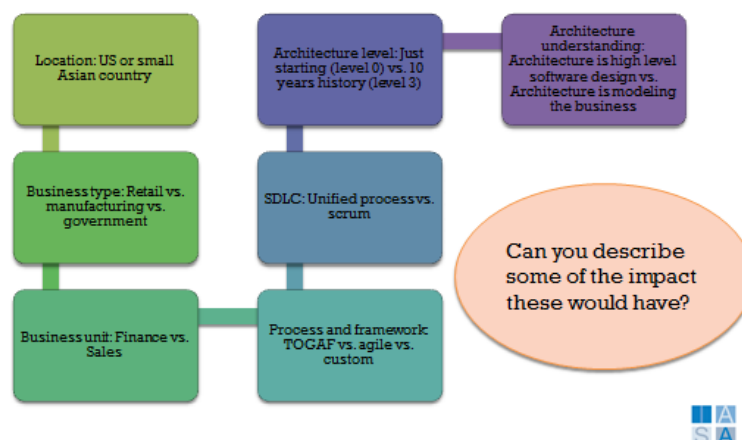 Location: US or small
Asian country
Business type: Retail vs.
manufacturing vs.
government
Business unit: Finance vs.
Sales
Process and framework:
TOGAF vs. agile vs.
custom
SDLC: Unified process vs.
scrum
Architecture level: Just
starting (level 0) vs. 10
years history (level 3)
Architecture
understanding:
Architecture is high level
software design vs.
Architecture is modeling
the business
Can you describe
some of the impact
these would have?
I A
S A